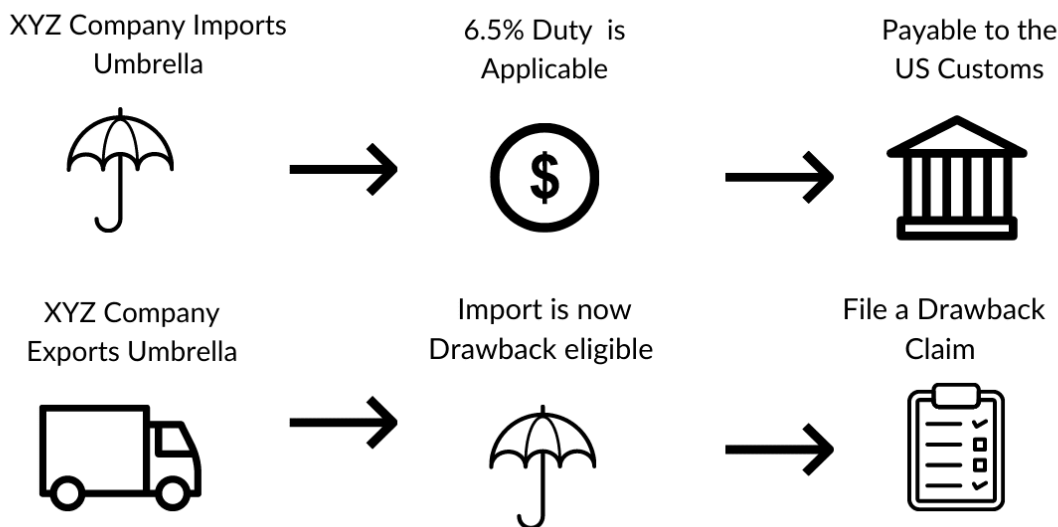 XYZ Company Imports
Umbrella
6.5% Duty is
Applicable
$
Payable to the
US Customs
XYZ Company
Exports Umbrella
Import is now
Drawback eligible
File a Drawback
Claim